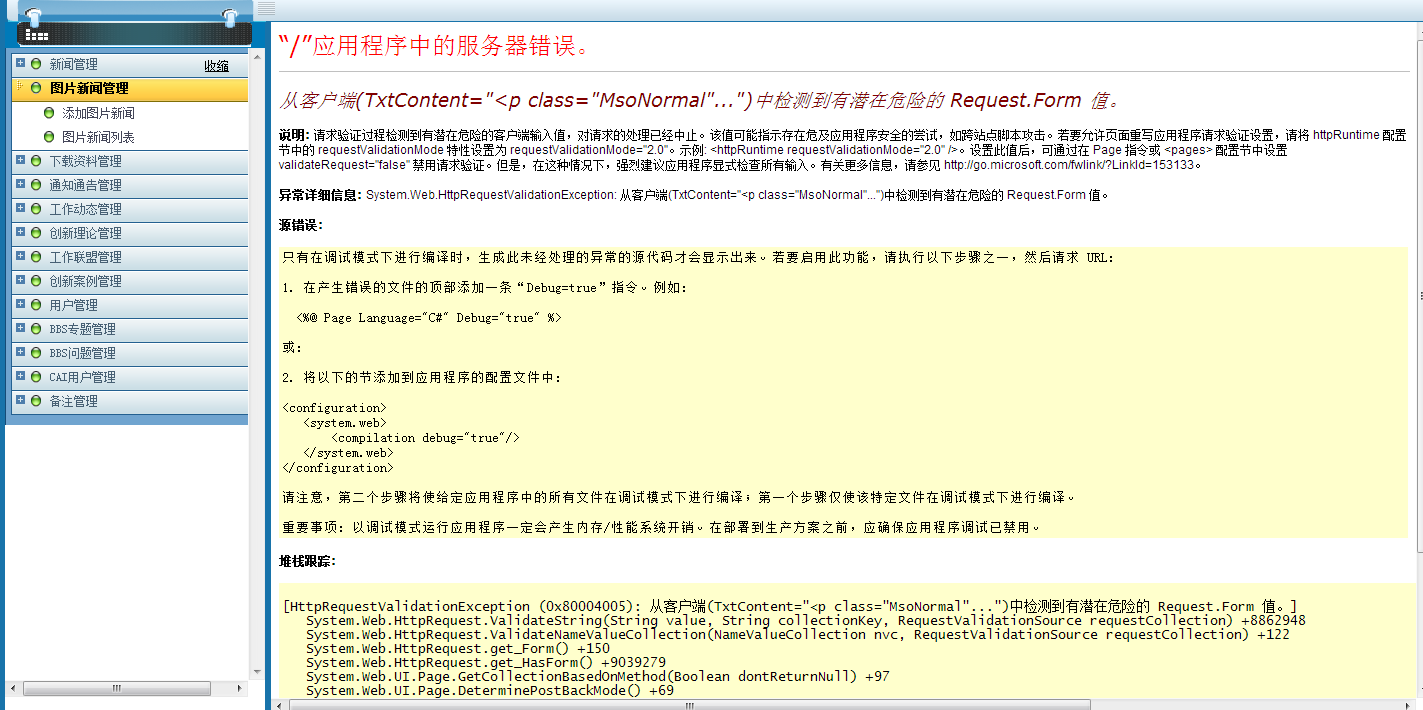 新闻管理
收缩
图片新闻管理
添加图片新闻
图片新闻列表
下载资料管理
通知通告管理
工作动态管理
创新理论管理
工作联盟管理
创新案例管理
用户管理
BBS专题管理
BBS问题管理
CAI用户管理
备注管理
“/”应用程序中的服务器错误。
从客户端(TxtContent="<p class="MsoNormal"...")中检测到有潜在危险的 Request.Form 值。
说明: 请求验证过程检测到有潜在危险的客户端输入值，对请求的处理已经中止。该值可能指示存在危及应用程序安全的尝试，如跨站点脚本攻击。若要允许页面重写应用程序请求验证设置，请将 httpRuntime 配置
节中的 requestValidationMode 特性设置为 requestValidationMode="2.0"。示例: <httpRuntime requestValidationMode="2.0" />。设置此值后，可通过在 Page 指令或 <pages> 配置节中设置
validateRequest="false" 禁用请求验证。但是，在这种情况下，强烈建议应用程序显式检查所有输入。有关更多信息，请参见 http://go.microsoft.com/fwlink/?LinkId=153133。
异常详细信息: System.Web.HttpRequestValidationException: 从客户端(TxtContent="<p class="MsoNormal"...")中检测到有潜在危险的 Request.Form 值。
源错误:
只有在调试模式下进行编译时，生成此未经处理的异常的源代码才会显示出来。若要启用此功能，请执行以下步骤之一，然后请求 URL:
1. 在产生错误的文件的顶部添加一条“Debug=true”指令。例如:
<%@ Page Language="C#" Debug="true" %>
或:
2. 将以下的节添加到应用程序的配置文件中:
<configuration>
<system.web>
<compilation debug="true"/>
</system.web>
</configuration>
请注意，第二个步骤将使给定应用程序中的所有文件在调试模式下进行编译；第一个步骤仅使该特定文件在调试模式下进行编译。
重要事项: 以调试模式运行应用程序一定会产生内存/性能系统开销。在部署到生产方案之前，应确保应用程序调试已禁用。
堆栈跟踪:
[HttpRequestValidationException (0x80004005): 从客户端(TxtContent="<p class="MsoNormal"...")中检测到有潜在危险的 Request.Form 值。]
System.Web.HttpRequest.ValidateString(String value, String collectionKey, RequestValidationSource requestCollection) +8862948
System.Web.HttpRequest.ValidateNameValueCollection(NameValueCollection nvc, RequestValidationSource requestCollection) +122
System.Web.HttpRequest.get_Form() +150
System.Web.HttpRequest.get_HasForm() +9039279
System.Web.UI.Page.GetCollectionBasedOnMethod(Boolean dontReturnNull) +97
System.Web.UI.Page.DeterminePostBackMode() +69